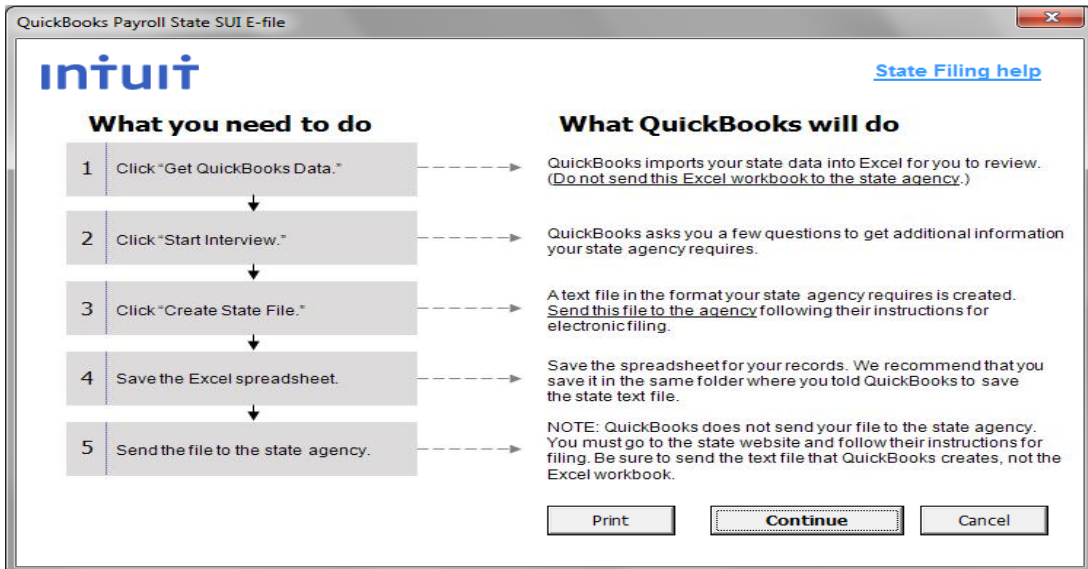 QuickBooks Payroll State SUI E-file
intuit
State Filing help
What you need to do
What QuickBooks will do
1 Click “Get QuickBooks Data.”
QuickBooks imports your state data into Excel for you to review.
(Do not send this Excel workbook to the state agency.)
2 Click “Start Interview.”
QuickBooks asks you a few questions to get additional information
your state agency requires.
3 Click “Create State File.”
A text file in the format your state agency requires is created.
Send this file to the agency following their instructions for
electronic filing.
4 Save the Excel spreadsheet.
Save the spreadsheet for your records. We recommend that you
save it in the same folder where you told QuickBooks to save
the state text file.
5 Send the file to the state agency.
NOTE: QuickBooks does not send your file to the state agency.
You must go to the state website and follow their instructions for
filing. Be sure to send the text file that QuickBooks creates, not the
Excel workbook.
Print
Continue
Cancel